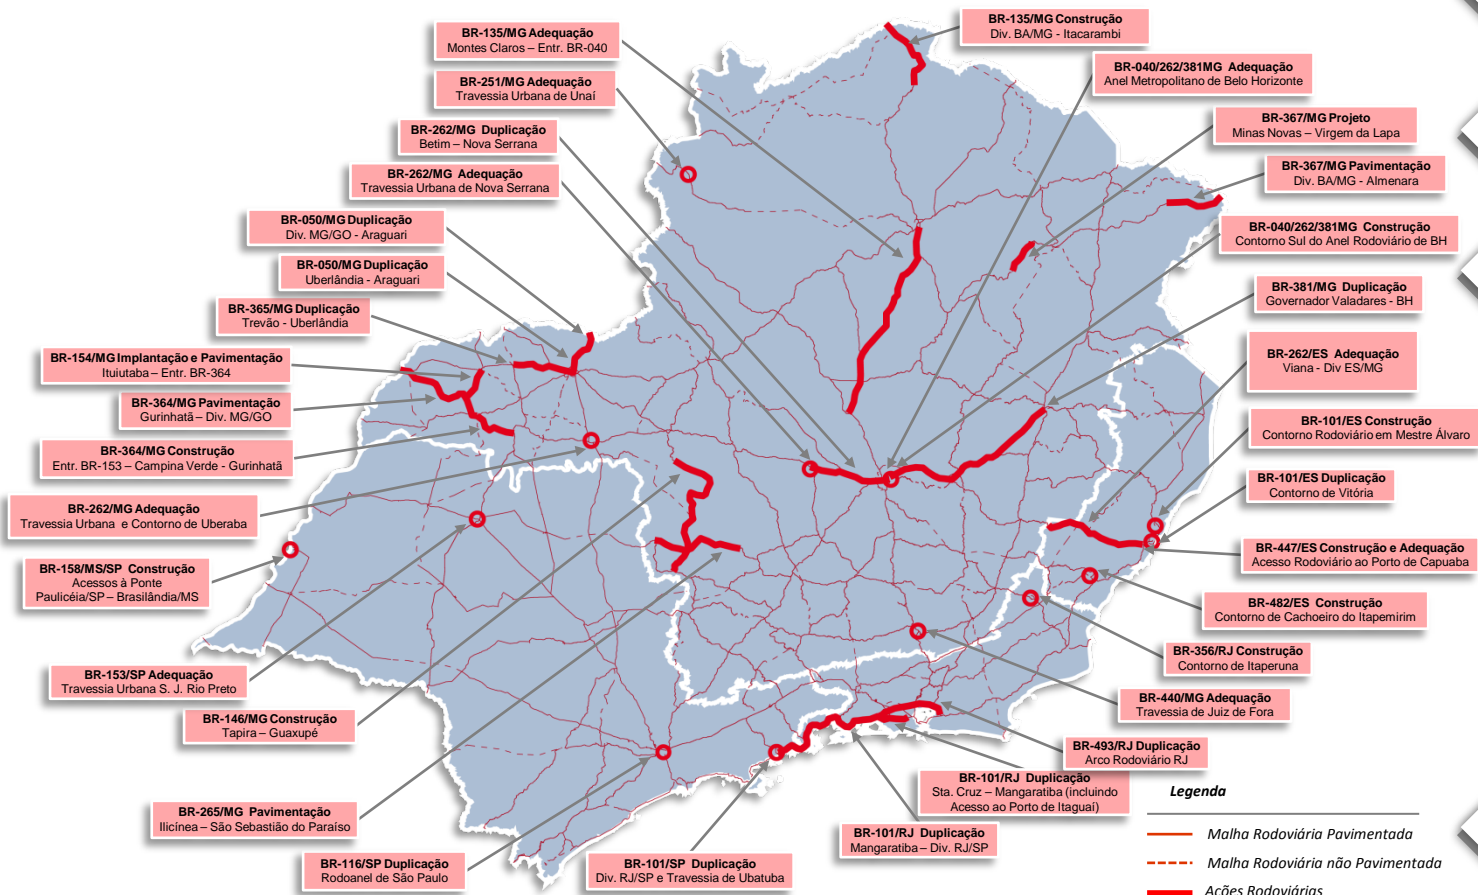 BR-135/MG Adequação
Montes Claros – Entr. BR-040
BR-135/MG Construção
Div. BA/MG - Itacarambi
BR-251/MG Adequação
Travessia Urbana de Unaí
BR-040/262/381MG Adequação
Anel Metropolitano de Belo Horizonte
BR-262/MG Duplicação
Betim – Nova Serrana
BR-367/MG Projeto
Minas Novas – Virgem da Lapa
BR-262/MG Adequação
Travessia Urbana de Nova Serrana
BR-367/MG Pavimentação
Div. BA/MG - Almenara
BR-050/MG Duplicação
Div. MG/GO - Araguari
BR-040/262/381MG Construção
Contorno Sul do Anel Rodoviário de BH
BR-050/MG Duplicação
Uberlândia - Araguari
BR-381/MG Duplicação
Governador Valadares - BH
BR-365/MG Duplicação
Trevão - Uberlândia
BR-154/MG Implantação e Pavimentação
Ituiutaba – Entr. BR-364
BR-262/ES Adequação
Viana - Div ES/MG
BR-364/MG Pavimentação
Gurinhatã – Div. MG/GO
BR-101/ES Construção
Contorno Rodoviário em Mestre Álvaro
BR-364/MG Construção
Entr. BR-153 – Campina Verde - Gurinhatã
BR-101/ES Duplicação
Contorno de Vitória
BR-262/MG Adequação
Travessia Urbana e Contorno de Uberaba
BR-447/ES Construção e Adequação
Acesso Rodoviário ao Porto de Capuaba
BR-158/MS/SP Construção
Acessos à Ponte
Paulicéia/SP – Brasilândia/MS
BR-482/ES Construção
Contorno de Cachoeiro do Itapemirim
BR-356/RJ Construção
Contorno de Itaperuna
BR-153/SP Adequação
Travessia Urbana S. J. Rio Preto
BR-440/MG Adequação
Travessia de Juiz de Fora
BR-146/MG Construção
Tapira – Guaxupé
BR-493/RJ Duplicação
Arco Rodoviário RJ
BR-101/RJ Duplicação
Sta. Cruz – Mangaratiba (incluindo
Acesso ao Porto de Itaguaí)
BR-265/MG Pavimentação
Ilicínea – São Sebastião do Paraíso
BR-101/RJ Duplicação
Mangaratiba – Div. RJ/SP
BR-116/SP Duplicação
Rodoanel de São Paulo
BR-101/SP Duplicação
Div. RJ/SP e Travessia de Ubatuba
Legenda
Malha Rodoviária Pavimentada
Malha Rodoviária não Pavimentada
Ações Rodoviárias